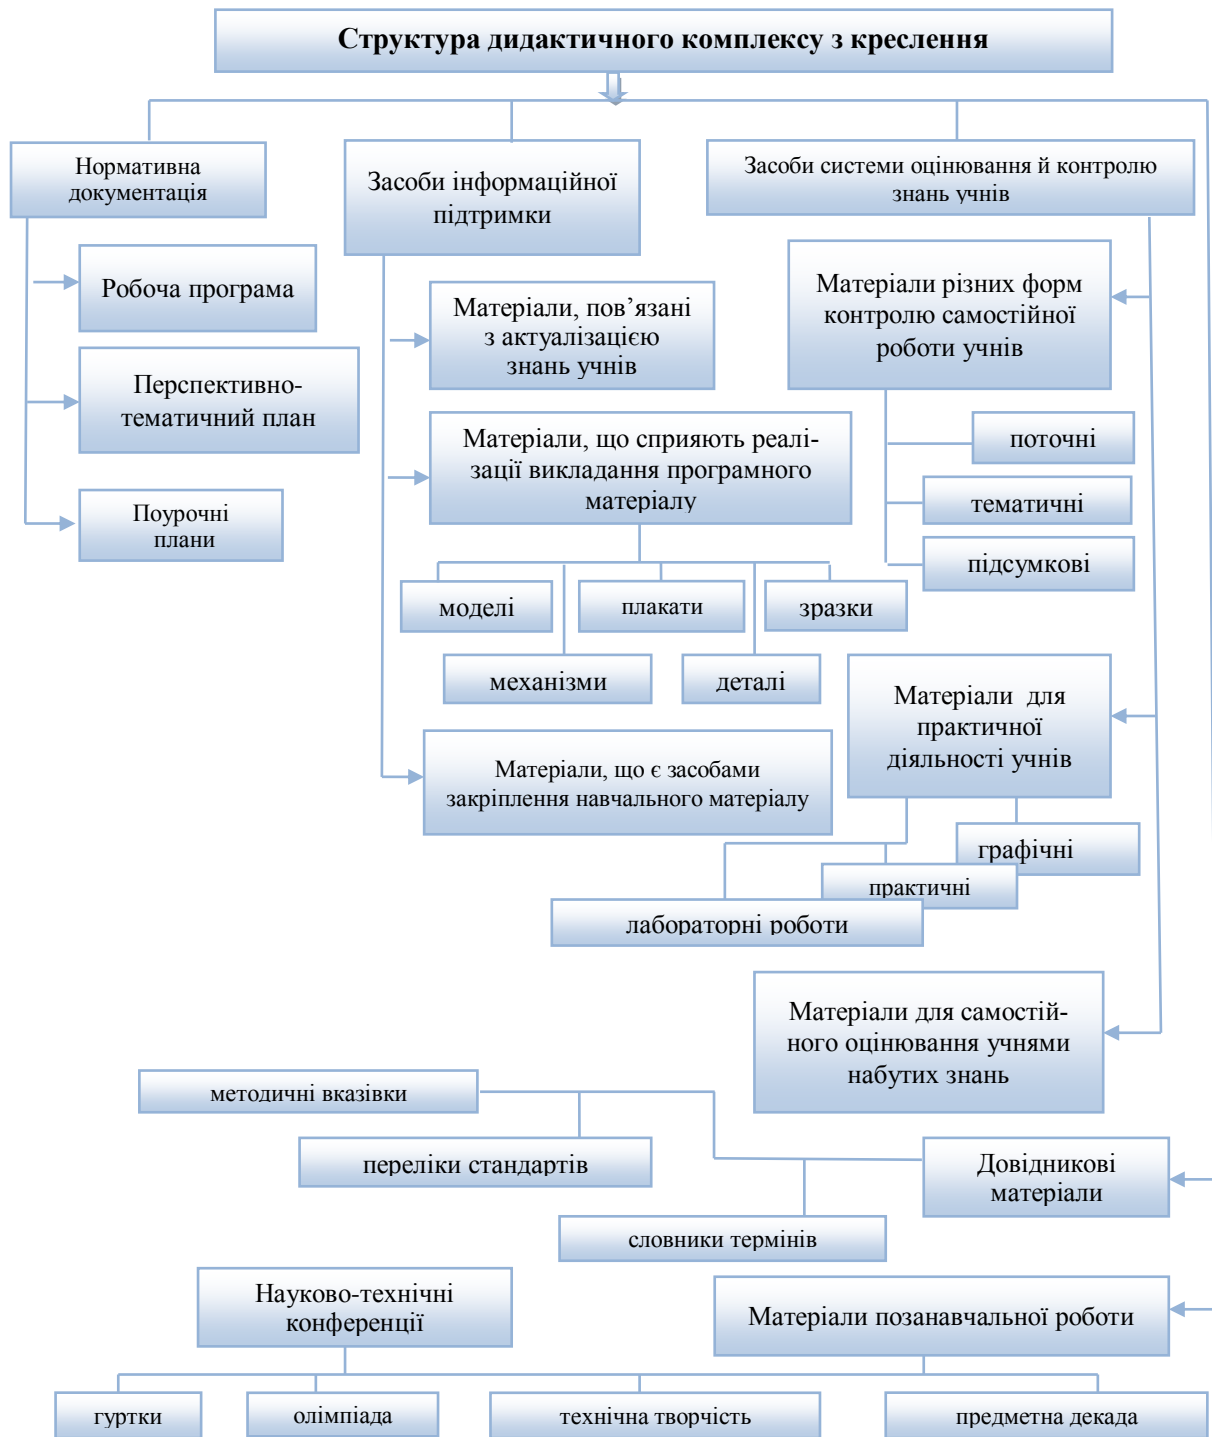 Структура дидактичного комплексу з креслення
Нормативна
документація
Засоби інформаційної
підтримки
Засоби системи оцінювання й контролю
знань учнів
Робоча програма
Перспективно-
тематичний план
Поурочні
плани
Матеріали, пов’язані
з актуалізацією
знань учнів
Матеріали, що сприяють реалі-
зації викладання програмного
матеріалу
моделі
плакати
зразки
механізми
деталі
Матеріали, що є засобами
закріплення навчального матеріалу
Матеріали різних форм
контролю самостійної
роботи учнів
поточні
тематичні
підсумкові
Матеріали для
практичної
діяльності учнів
графічні
практичні
лабораторні роботи
Матеріали для самостій-
ного оцінювання учнями
набутих знань
методичні вказівки
переліки стандартів
Довідникові
матеріали
словники термінів
Науково-технічні
конференції
Матеріали позанавчальної роботи
гуртки
олімпіада
технічна творчість
предметна декада